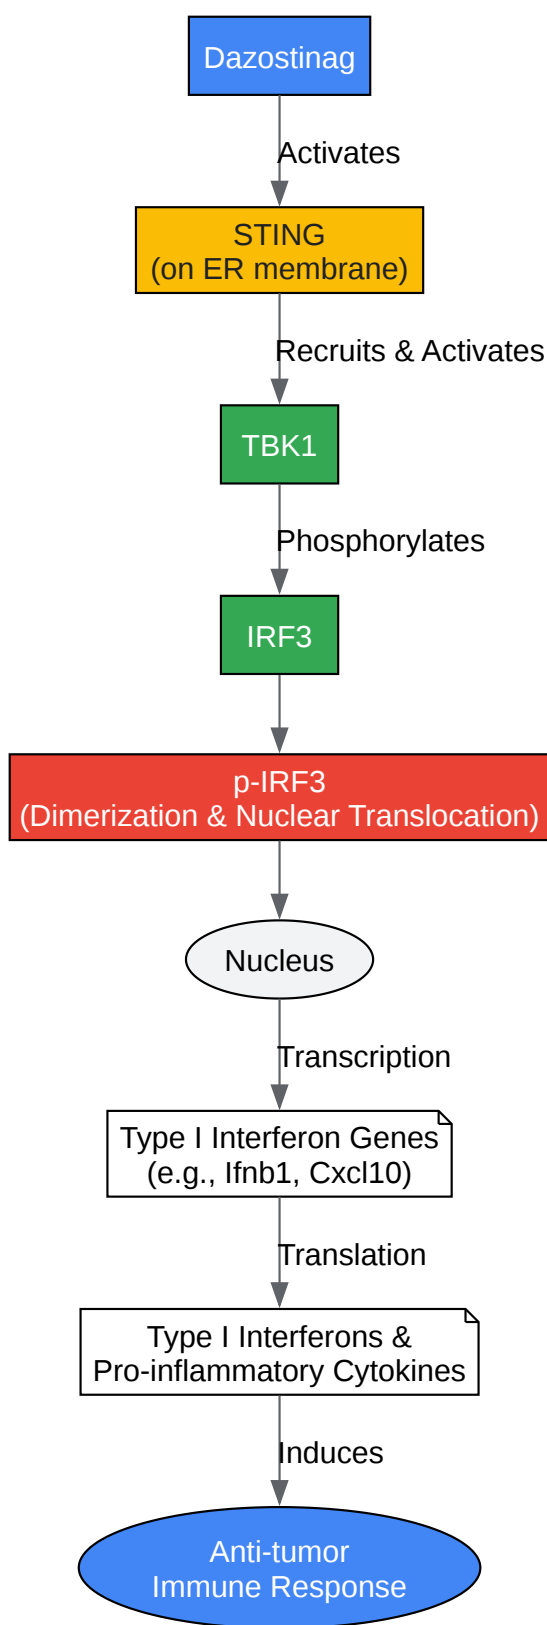 Dazostinag
Activates
STING
(on ER membrane)
Recruits & Activates
TBK1
Phosphorylates
IRF3
p-IRF3
(Dimerization & Nuclear Translocation)
Nucleus
Transcription
Type I Interferon Genes
(e.g., Ifnb1, Cxcl10)
Translation
Type I Interferons &
Pro-inflammatory Cytokines
Induces
Anti-tumor
Immune Response